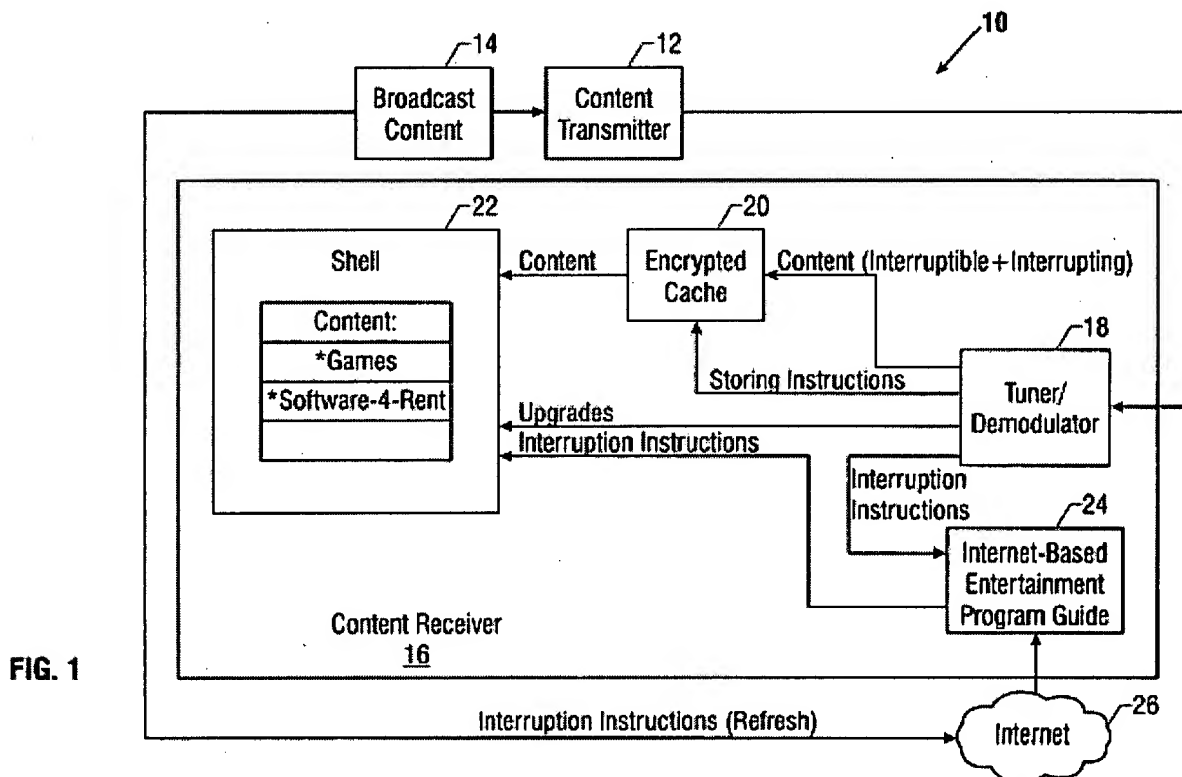 10
14
12
Broadcast
Content
Content
Transmitter
22
20
Shell
Content
Encrypted
Cache
Content (Interruptible+Interrupting)
Content:
*Games
*Software-4-Rent
18
Storing Instructions
Tuner/
Demodulator
Upgrades
Interruption Instructions
Interruption
Instructions
24
Internet-Based
Entertainment
Program Guide
Content Receiver
16
FIG. 1
Interruption Instructions (Refresh)
26
Internet